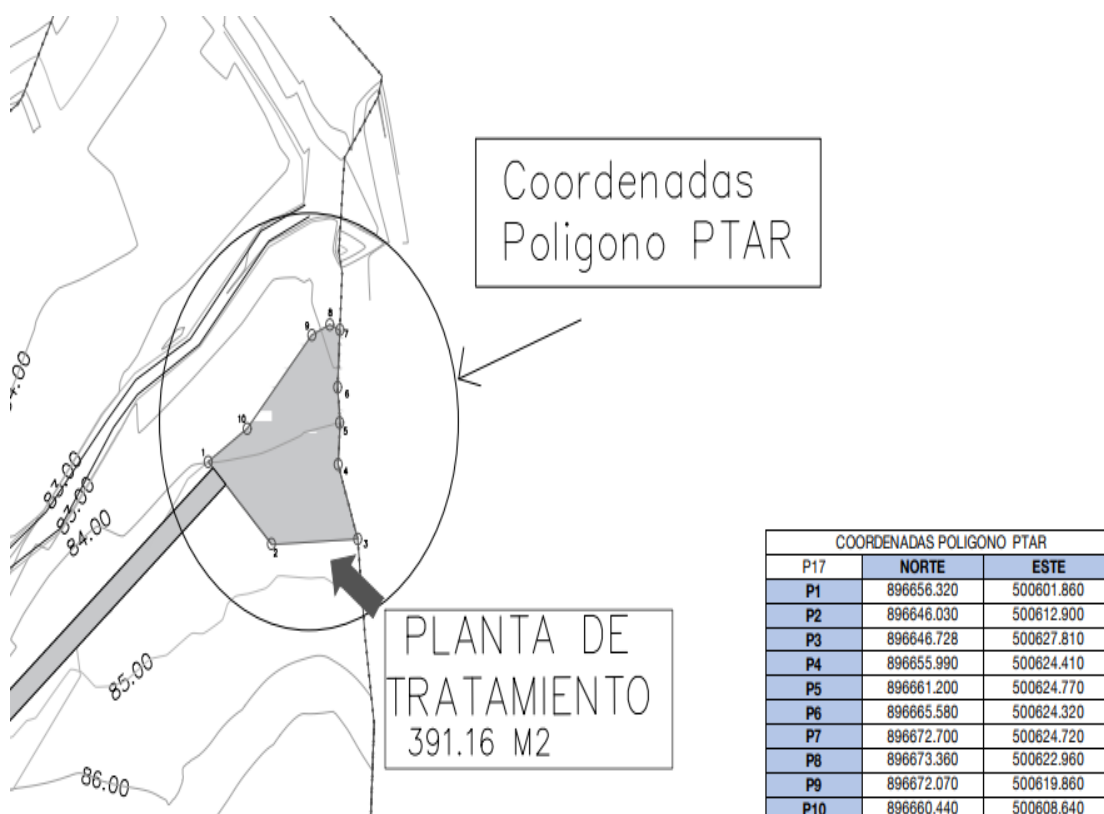 Coordenadas
Poligono PTAR
8
9
7
6
10
5
1
4
3
2
83.00
83.00
84.00
85.00
86.00
PLANTA DE
TRATAMIENTO
391.16 M2
COORDENADAS POLIGONO PTAR
P17 NORTE ESTE
P1 896656.320 500601.860
P2 896646.030 500612.900
P3 896646.728 500627.810
P4 896655.990 500624.410
P5 896661.200 500624.770
P6 896665.580 500624.320
P7 896672.700 500624.720
P8 896673.360 500622.960
P9 896672.070 500619.860
P10 896660.440 500608.640